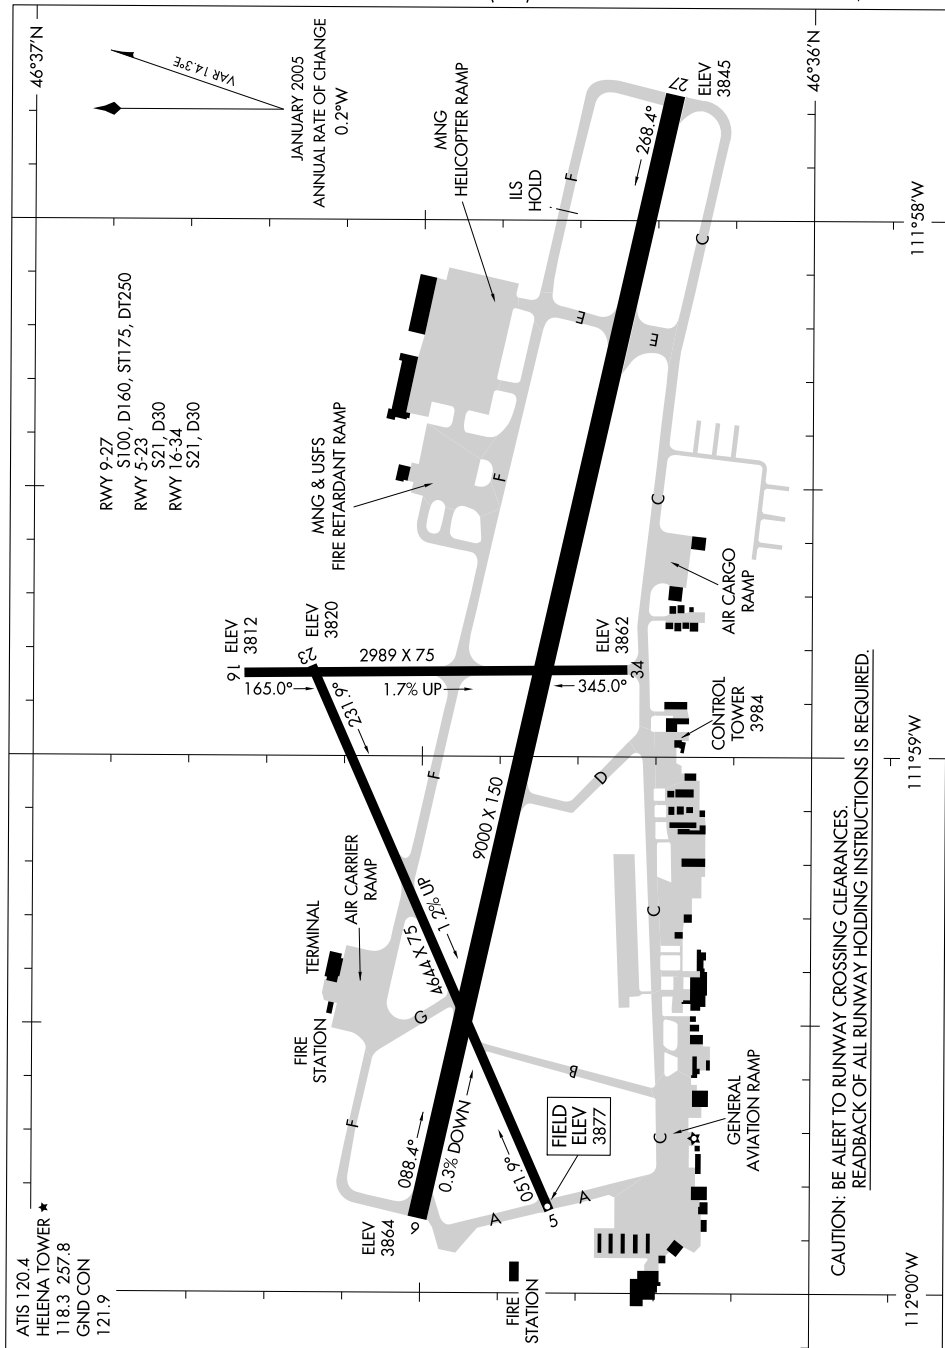 ATIS 120.4
HELENA TOWER ★
118.3 257.8
GND CON
121.9
46°37'N
VAR 14.3°E
JANUARY 2005
ANNUAL RATE OF CHANGE
0.2°W
RWY 9-27
S100, D160, ST175, DT250
RWY 5-23
S21, D30
RWY 16-34
S21, D30
MNG
HELICOPTER RAMP
ILS
HOLD
F
ELEV
3845
27
268.4°
46°36'N
111°58'W
C
E
E
MNG & USFS
FIRE RETARDANT RAMP
F
C
16
ELEV
3812
23
ELEV
3820
165.0°
2989 X 75
1.7% UP
345.0°
ELEV
3862
34
231.9°
AIR CARGO
RAMP
CONTROL
TOWER
3984
111°59'W
F
D
9000 X 150
TERMINAL
AIR CARRIER
RAMP
1.2% UP
4644 X 75
C
FIRE
STATION
G
B
F
088.4°
0.3% DOWN
051.9°
FIELD
ELEV
3877
C
GENERAL
AVIATION RAMP
ELEV
3864
9
A
5
A
FIRE
STATION
112°00'W
CAUTION: BE ALERT TO RUNWAY CROSSING CLEARANCES.
READBACK OF ALL RUNWAY HOLDING INSTRUCTIONS IS REQUIRED.